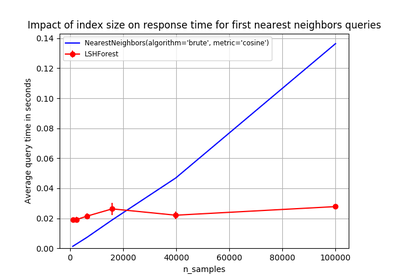 Impact of index size on response time for first nearest neighbors queries
NearestNeighbors(algorithm='brute', metric='cosine')
LSHForest
Average query time in seconds
0.14
0.12
0.10
0.08
0.06
0.04
0.02
0.00
0 20000 40000 60000 80000 100000
n_samples